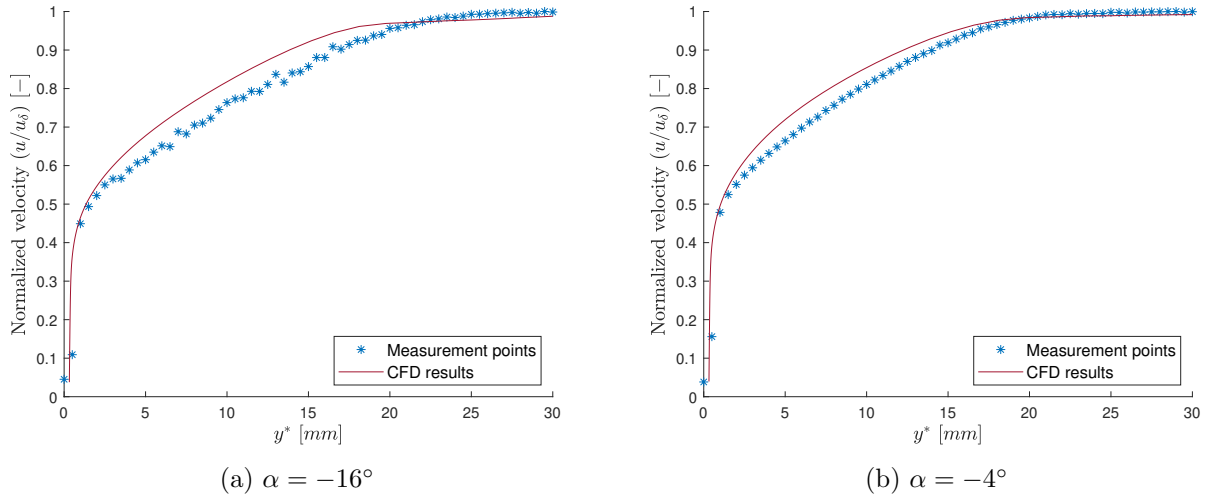 1
0.9
0.8
0.7
0.6
0.5
0.4
0.3
0.2
0.1
0
Normalized velocity (u/u_δ) [−]
Measurement points
CFD results
0 5 10 15 20 25 30
y* [mm]
(a) α = −16°
1
0.9
0.8
0.7
0.6
0.5
0.4
0.3
0.2
0.1
0
Normalized velocity (u/u_δ) [−]
Measurement points
CFD results
0 5 10 15 20 25 30
y* [mm]
(b) α = −4°